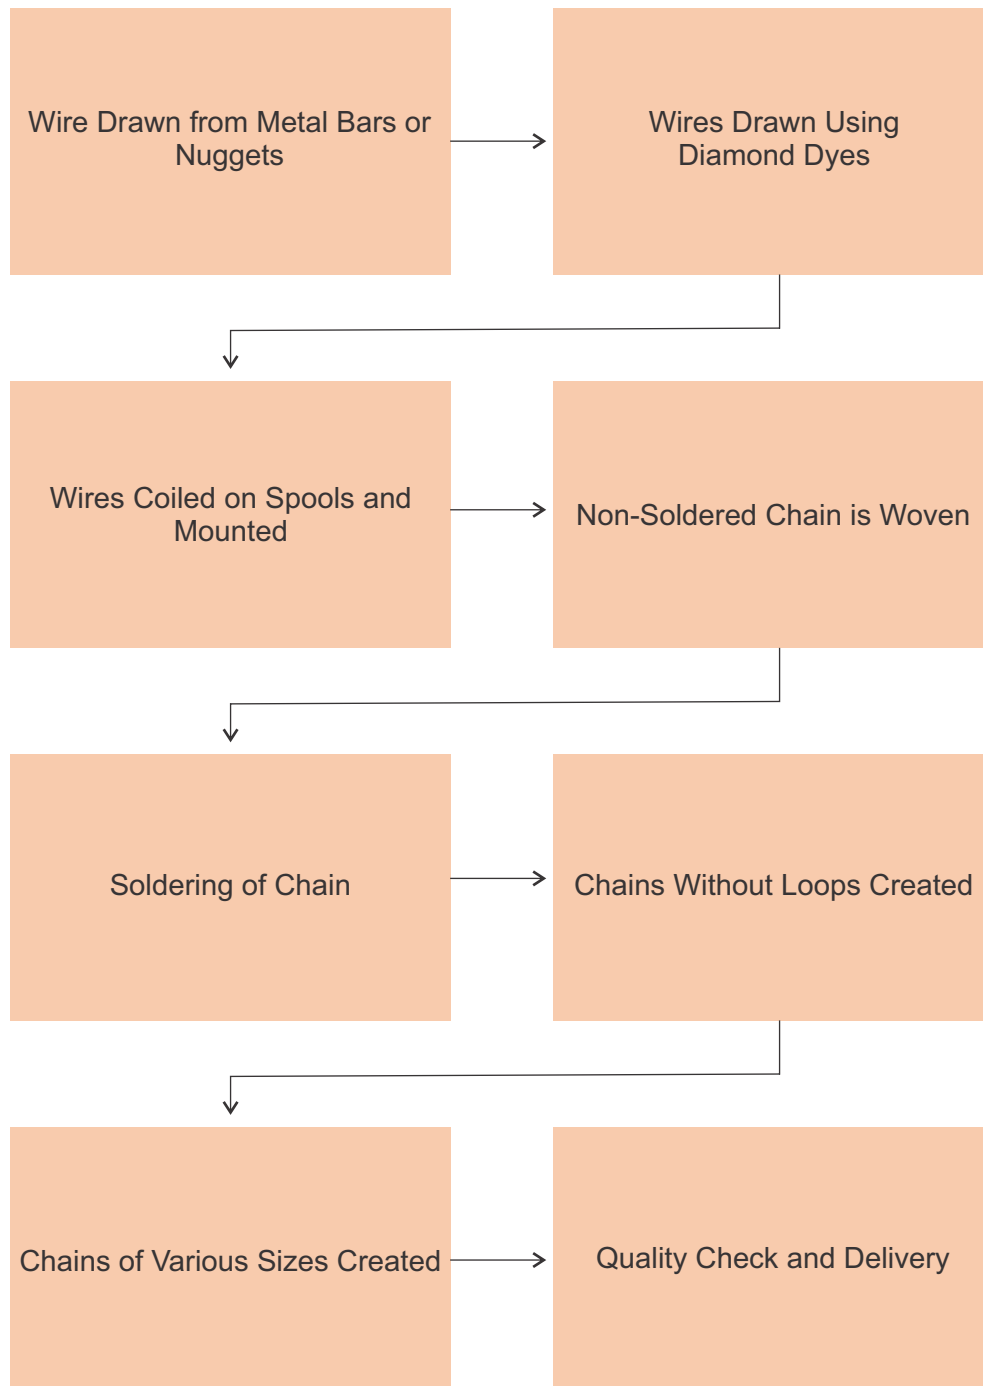 Wire Drawn from Metal Bars or
Nuggets
Wires Drawn Using
Diamond Dyes
Wires Coiled on Spools and
Mounted
Non-Soldered Chain is Woven
Soldering of Chain
Chains Without Loops Created
Chains of Various Sizes Created
Quality Check and Delivery